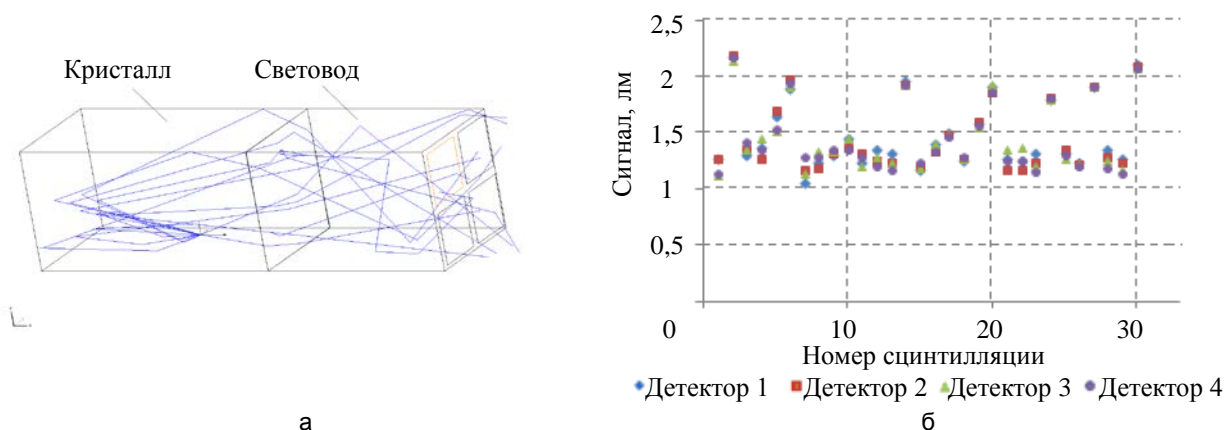 Кристалл
Световод
а
Сигнал, лм
2,5
2
1,5
1
0,5
0
10
20
30
Номер сцинтилляции
Детектор 1 Детектор 2 Детектор 3 Детектор 4
б